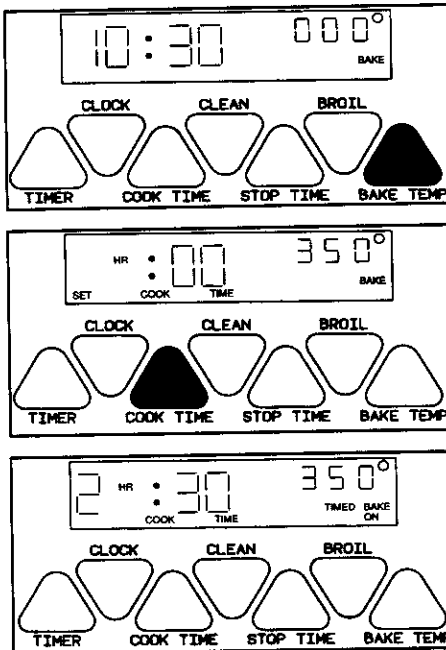 10:30 000°
BAKE
CLOCK CLEAN BROIL
TIMER COOK TIME STOP TIME BAKE TEMP
HR :00 350°
SET COOK TIME BAKE
CLOCK CLEAN BROIL
TIMER COOK TIME STOP TIME BAKE TEMP
2 HR :30 350°
COOK TIME TIMED BAKE
ON
CLOCK CLEAN BROIL
TIMER COOK TIME STOP TIME BAKE TEMP